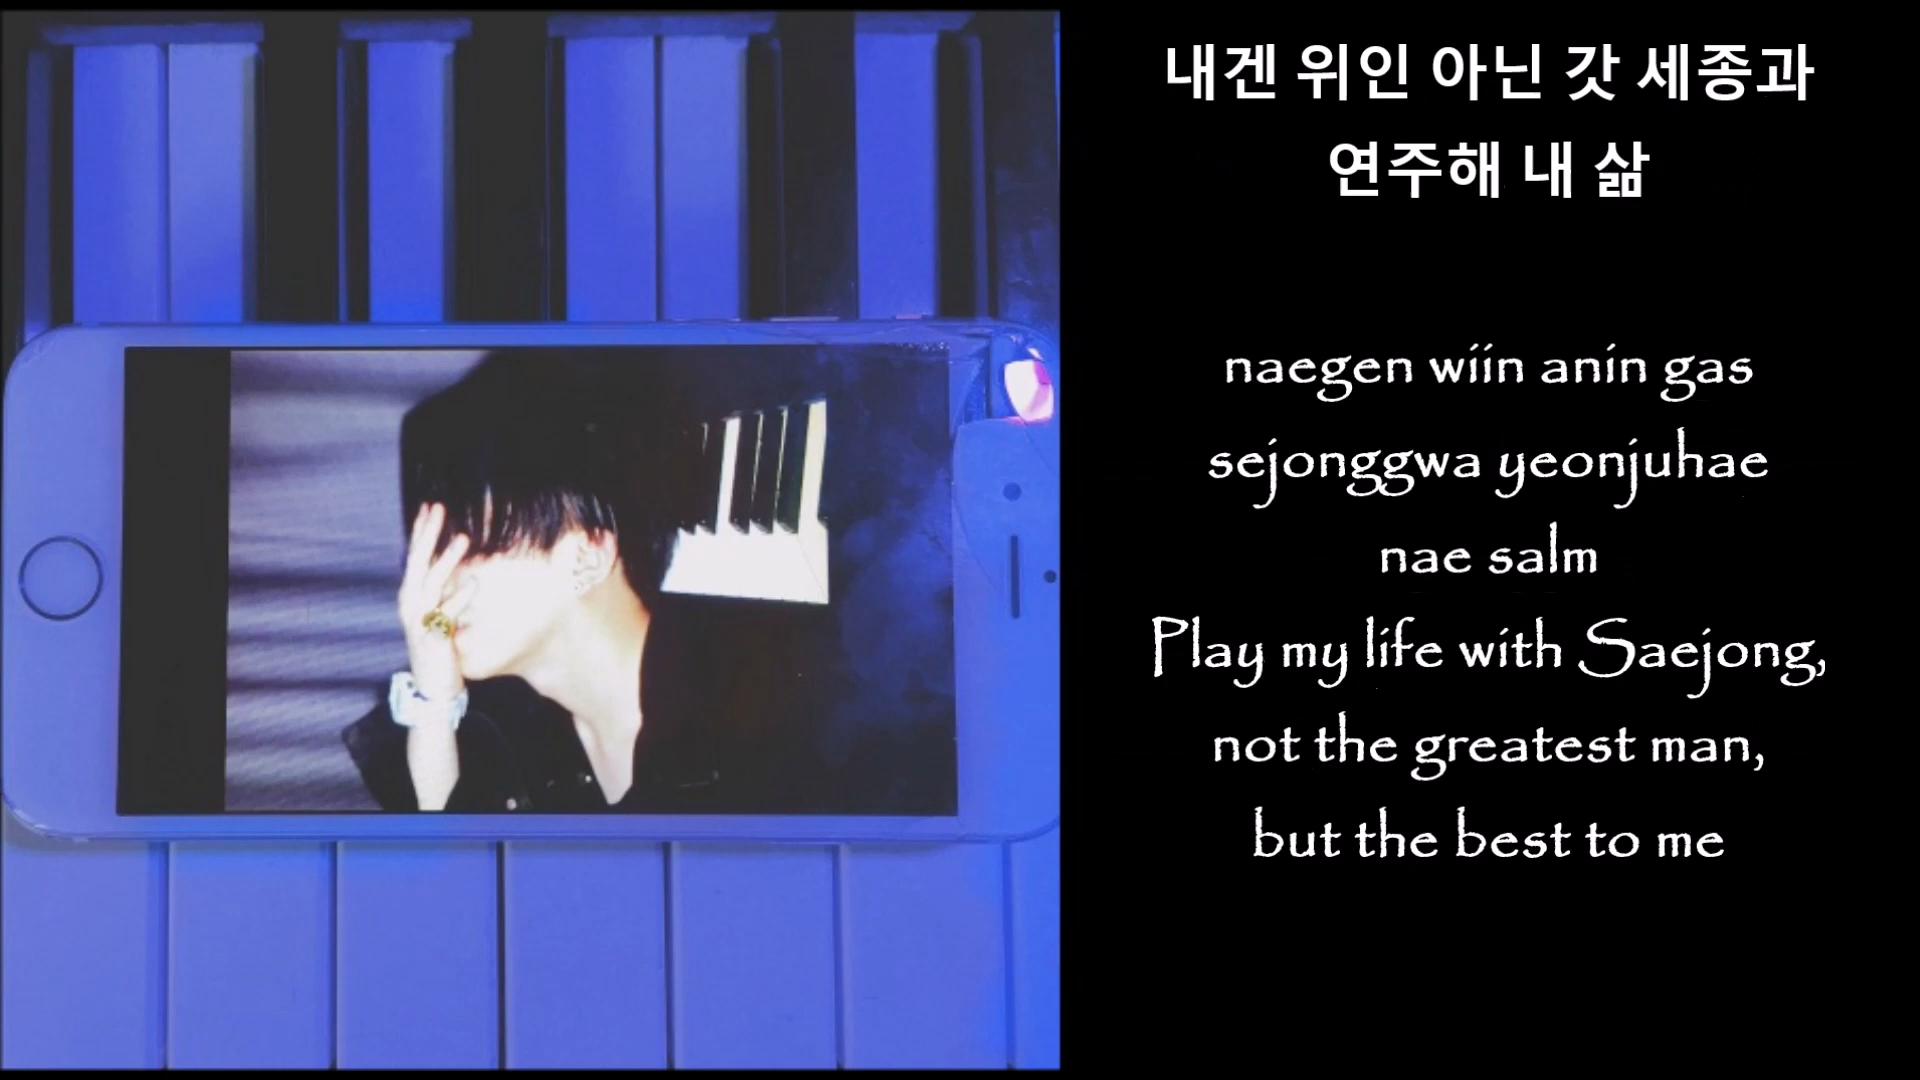 내겐 위인 아닌 갓 세종과
연주해 내 삶
naegen wiin anin gas
sejonggwa yeonjuhae
nae salm
Play my life with Saejong,
not the greatest man,
but the best to me